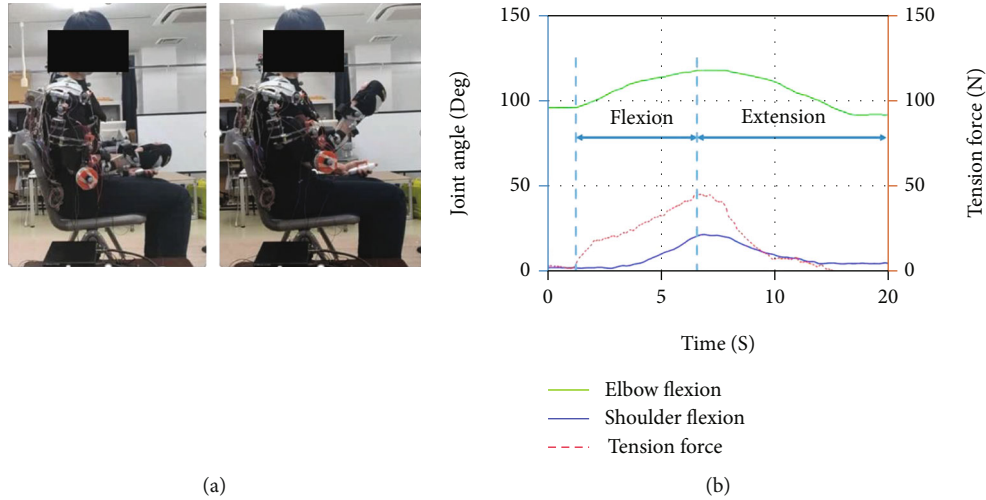 150
100
50
0
Joint angle (Deg)
150
100
50
0
Tension force (N)
Flexion
Extension
0
5
10
20
Time (S)
Elbow flexion
Shoulder flexion
Tension force
(a)
(b)